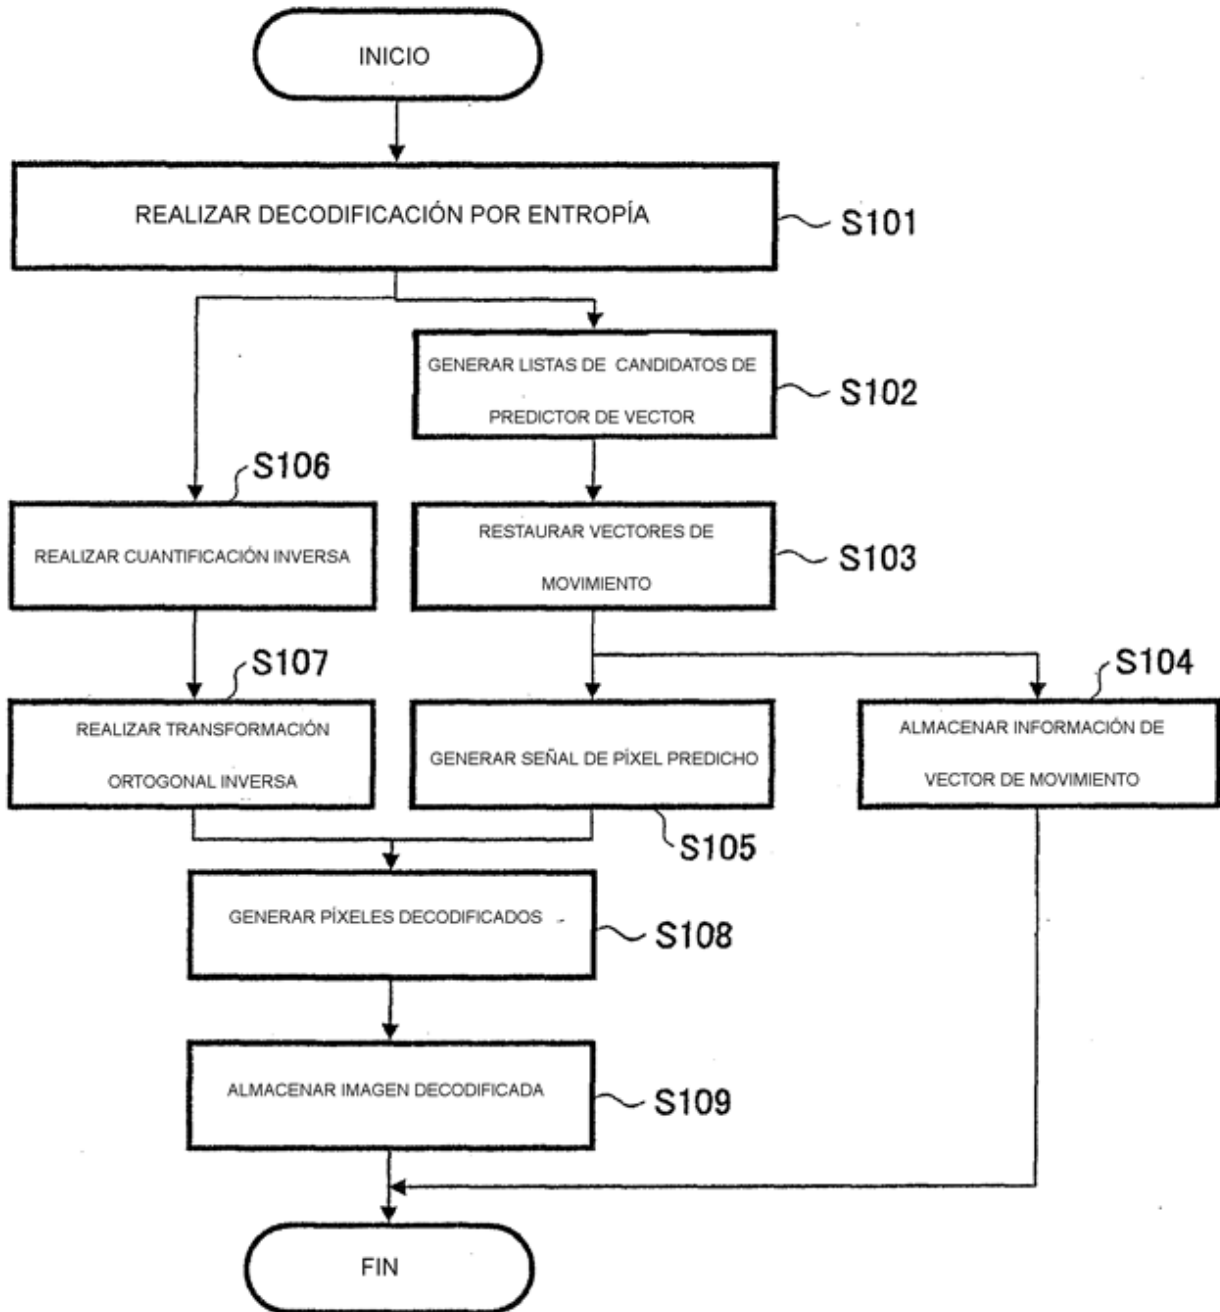 INICIO
REALIZAR DECODIFICACIÓN POR ENTROPÍA
S101
GENERAR LISTAS DE CANDIDATOS DE
PREDICTOR DE VECTOR
S102
S106
REALIZAR CUANTIFICACIÓN INVERSA
RESTAURAR VECTORES DE
MOVIMIENTO
S103
S107
REALIZAR TRANSFORMACIÓN
ORTOGONAL INVERSA
GENERAR SEÑAL DE PÍXEL PREDICHO
S105
S104
ALMACENAR INFORMACIÓN DE
VECTOR DE MOVIMIENTO
GENERAR PÍXELES DECODIFICADOS
S108
ALMACENAR IMAGEN DECODIFICADA
S109
FIN